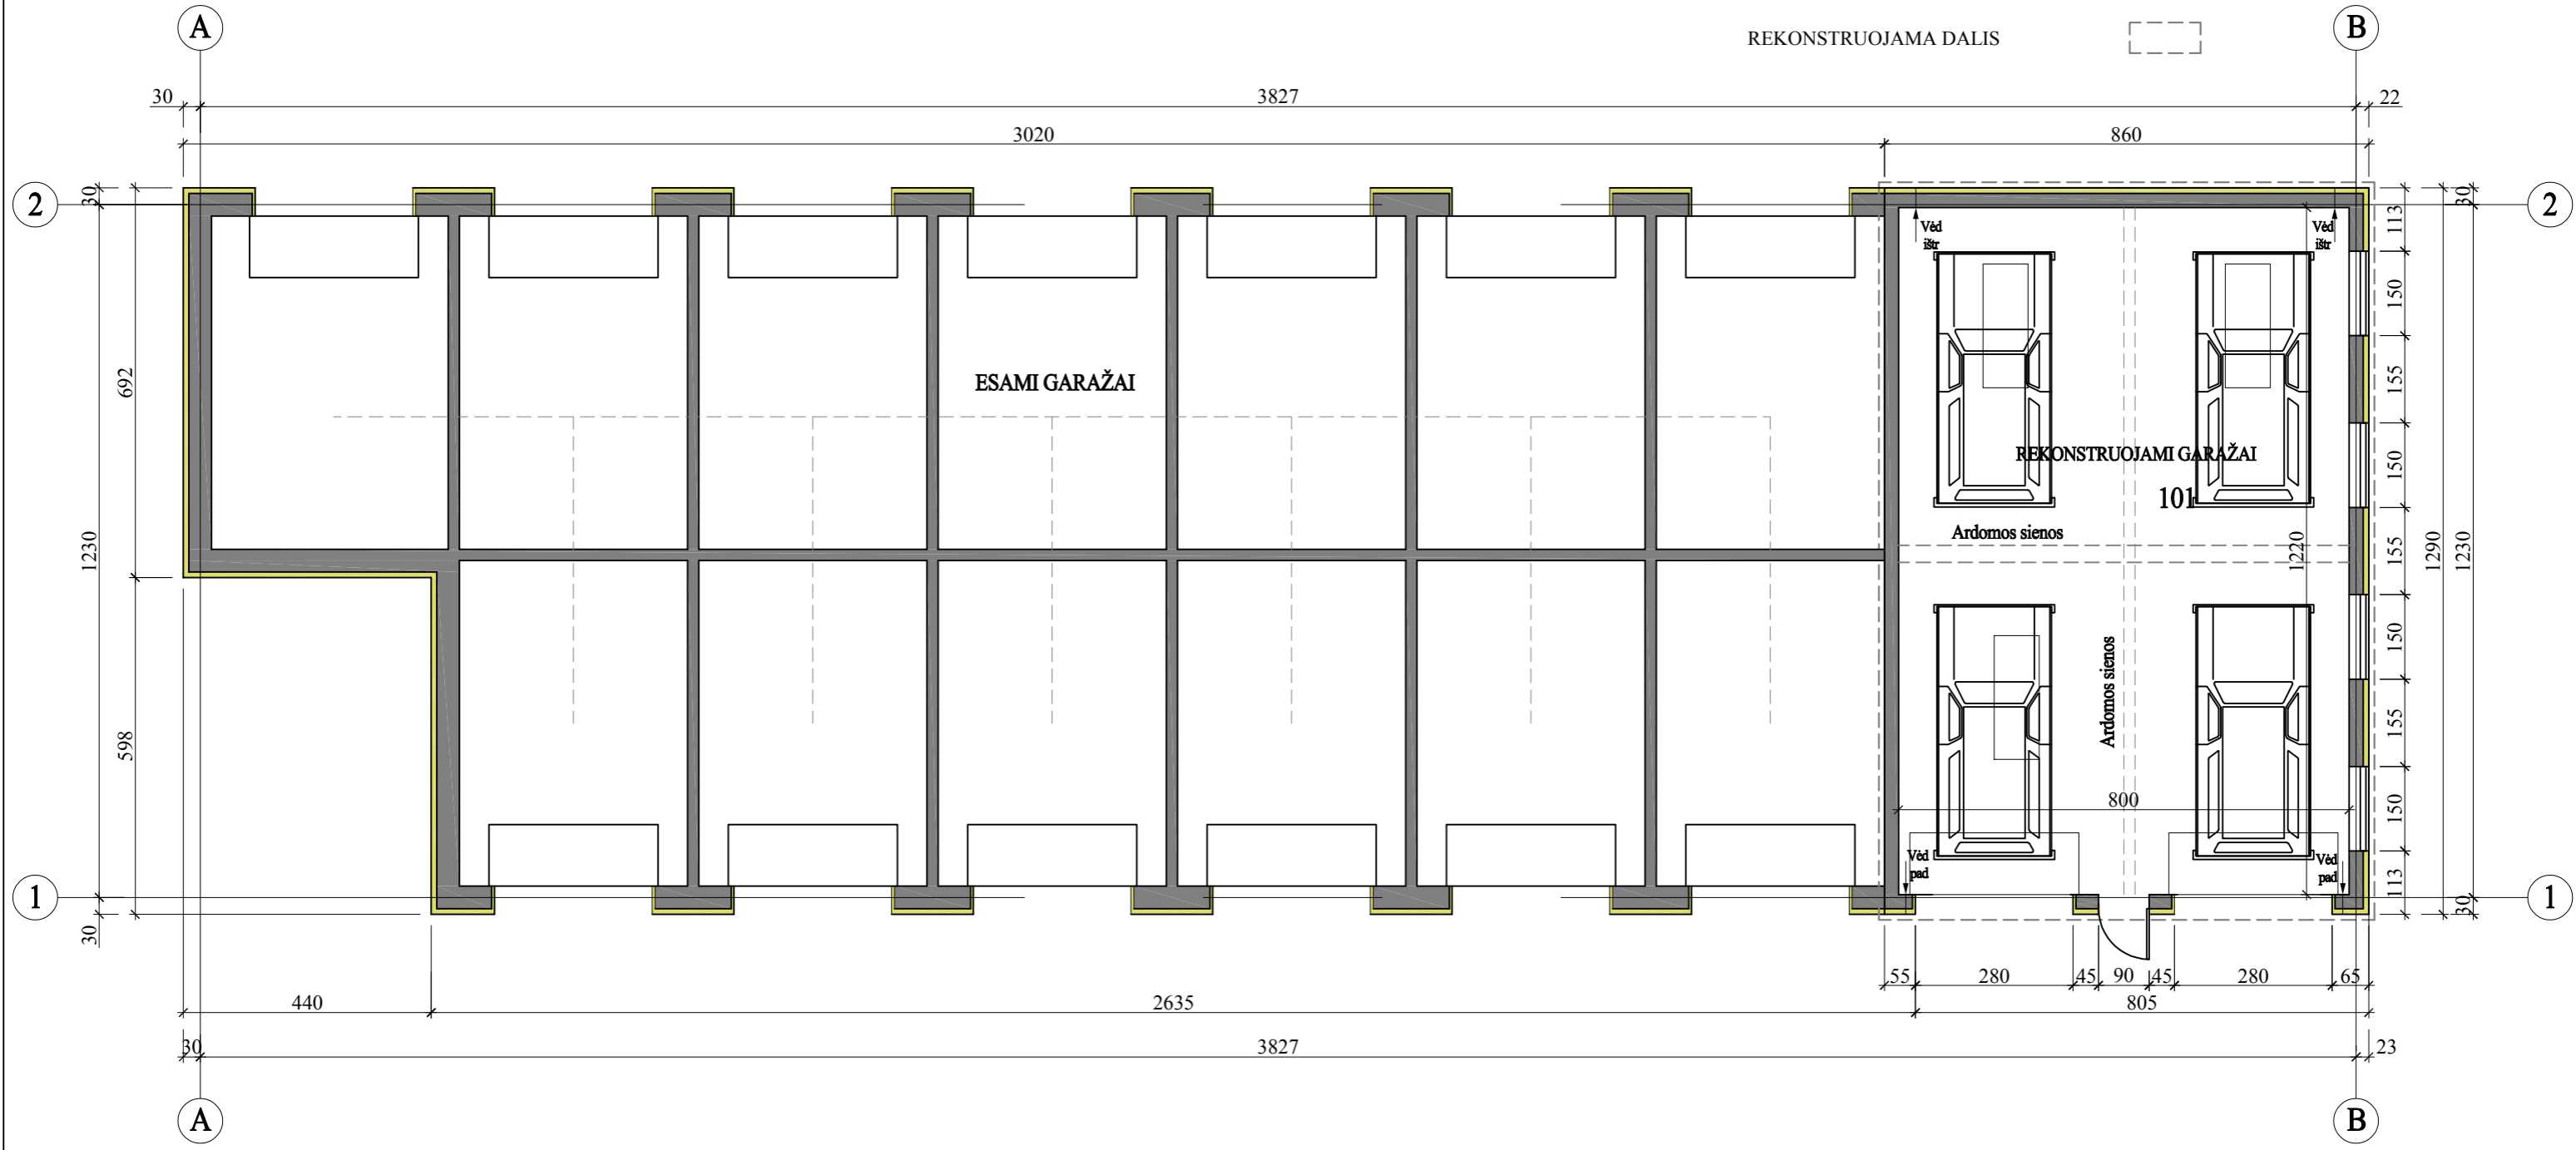 A
B
REKONSTRUOJAMA DALIS
30
3827
22
3020
860
2
30
30
2
113
Vėd
ištr
Vėd
ištr
150
692
ESAMI GARAŽAI
155
REKONSTRUOJAMI GARAŽAI
150
101
Ardomos sienos
1230
1220
155
1290
1230
150
Ardomos sienos
598
155
800
150
Vėd
pad
Vėd
pad
113
1
30
30
1
55
280
45
90
45
280
65
440
2635
805
30
3827
23
A
B